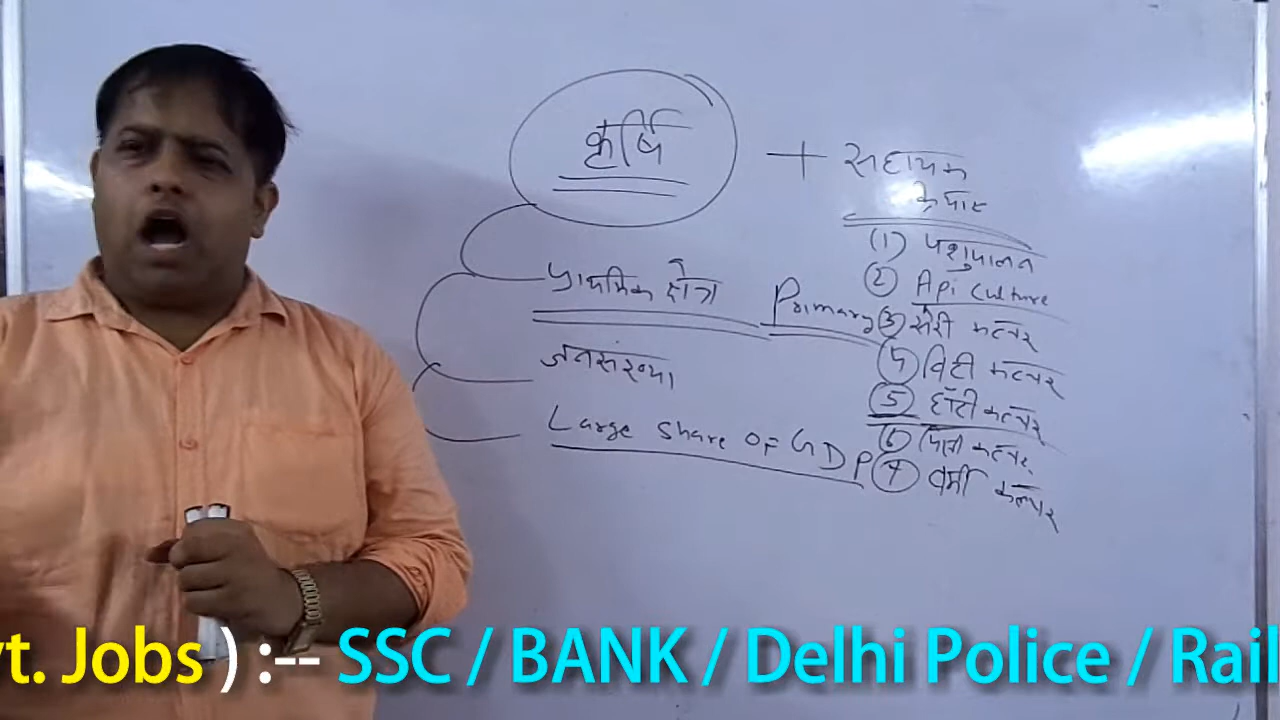 कृर्षि
+ सहायक
(1) पशुपालन
② Api culture
प्राथमिक क्षेत्र Primary
③ सेरी कल्चर
जनसंख्या
④ विटी कल्चर
⑤ हॉर्टी कल्चर
Large share of GDP
⑥ कल्चर
⑦ वर्मी कल्चर
vt. Jobs ) :-- SSC / BANK / Delhi Police / Rail